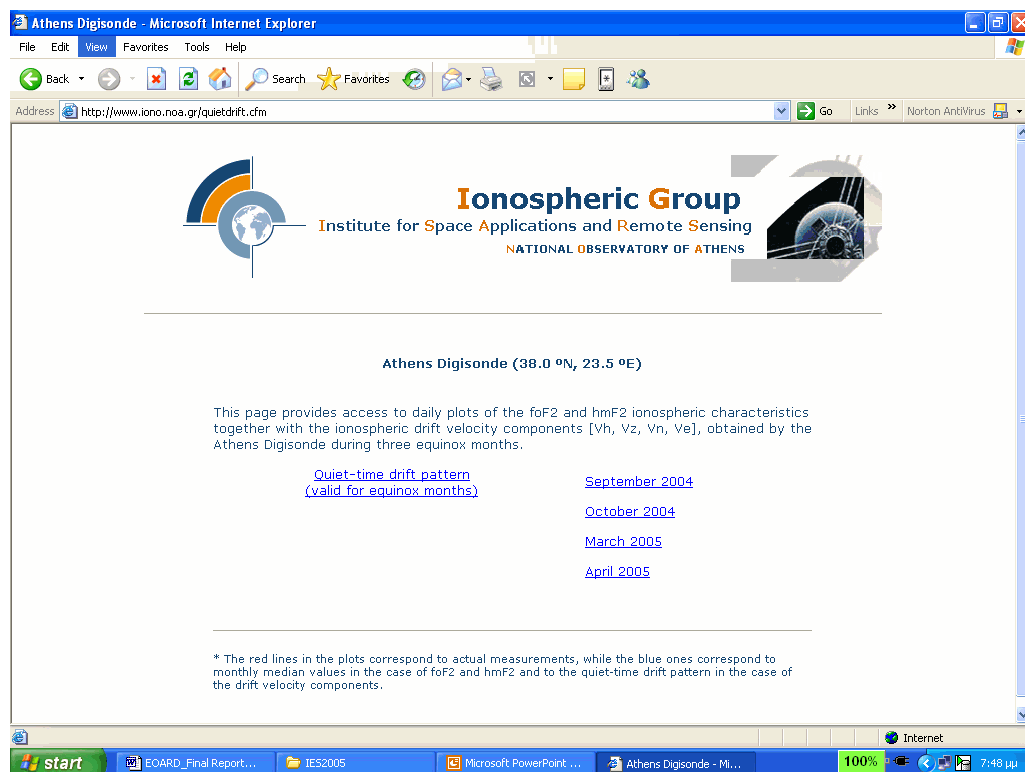 Athens Digisonde - Microsoft Internet Explorer
File Edit View Favorites Tools Help
Back Search Favorites
Address http://www.iono.noa.gr/quietdrift.cfm Go Links » Norton AntiVirus
Ionospheric Group
Institute for Space Applications and Remote Sensing
NATIONAL OBSERVATORY OF ATHENS
Athens Digisonde (38.0 ºN, 23.5 ºE)
This page provides access to daily plots of the foF2 and hmF2 ionospheric characteristics
together with the ionospheric drift velocity components [Vh, Vz, Vn, Ve], obtained by the
Athens Digisonde during three equinox months.
Quiet-time drift pattern
(valid for equinox months)
September 2004
October 2004
March 2005
April 2005
* The red lines in the plots correspond to actual measurements, while the blue ones correspond to
monthly median values in the case of foF2 and hmF2 and to the quiet-time drift pattern in the case of
the drift velocity components.
Internet
start EOARD_Final Report... IES2005 Microsoft PowerPoint ... Athens Digisonde - Mi... 100% 7:48 μμ